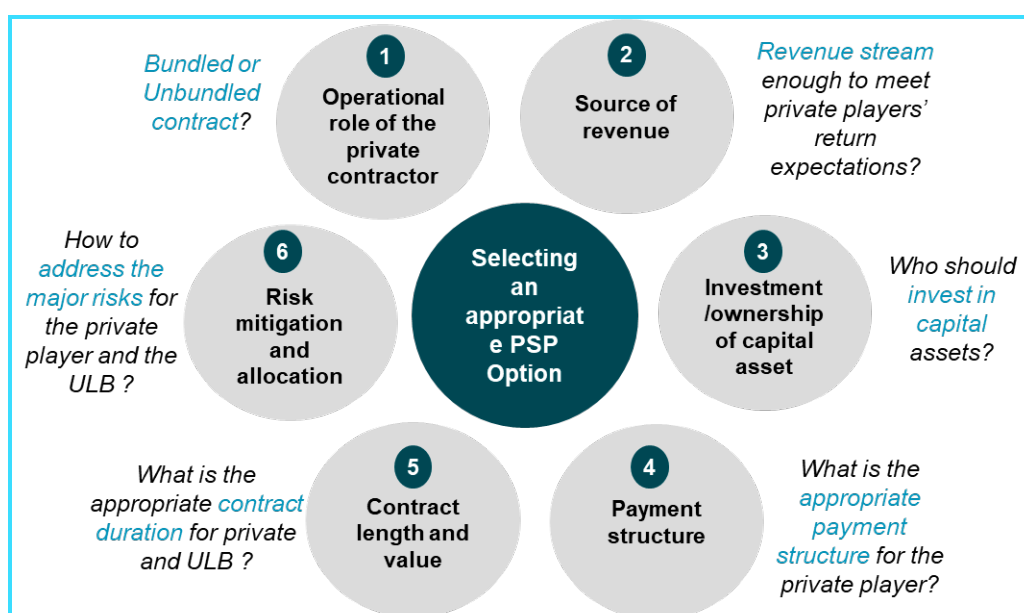 Bundled or
Unbundled
contract?
1
Operational
role of the
private
contractor
2
Source of
revenue
Revenue stream
enough to meet
private players’
return
expectations?
How to
address the
major risks for
the private
player and the
ULB ?
6
Risk
mitigation
and
allocation
Selecting
an
appropriat
e PSP
Option
3
Investment
/ownership
of capital
asset
Who should
invest in
capital
assets?
What is the
appropriate contract
duration for private
and ULB ?
5
Contract
length and
value
4
Payment
structure
What is the
appropriate
payment
structure for the
private player?